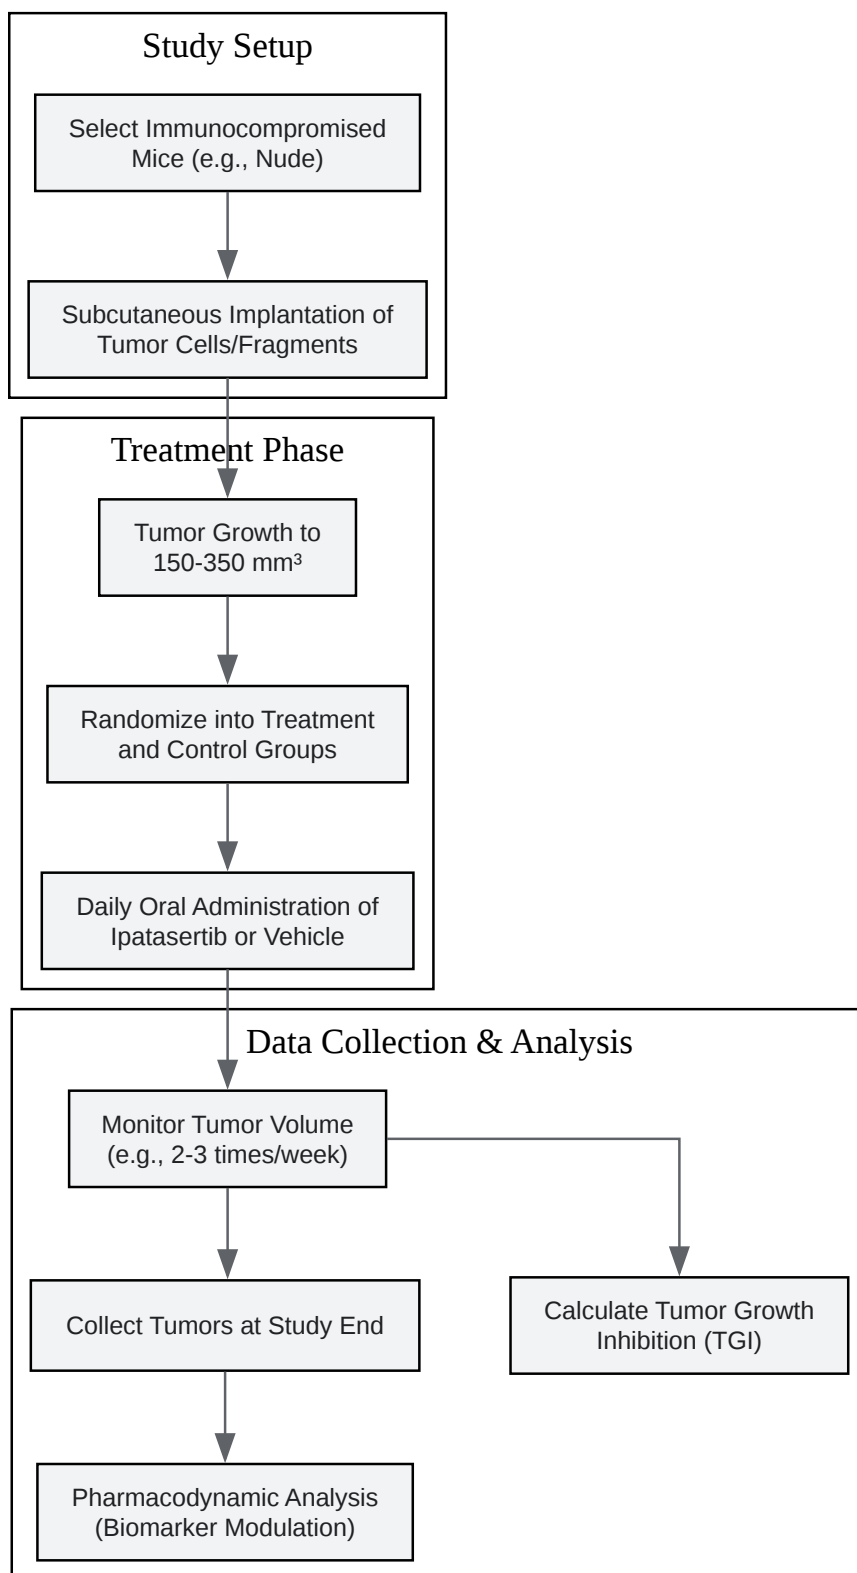 Study Setup
Select Immunocompromised
Mice (e.g., Nude)
Subcutaneous Implantation of
Tumor Cells/Fragments
Treatment Phase
Tumor Growth to
150-350 mm³
Randomize into Treatment
and Control Groups
Daily Oral Administration of
Ipatasertib or Vehicle
Data Collection & Analysis
Monitor Tumor Volume
(e.g., 2-3 times/week)
Collect Tumors at Study End
Calculate Tumor Growth
Inhibition (TGI)
Pharmacodynamic Analysis
(Biomarker Modulation)